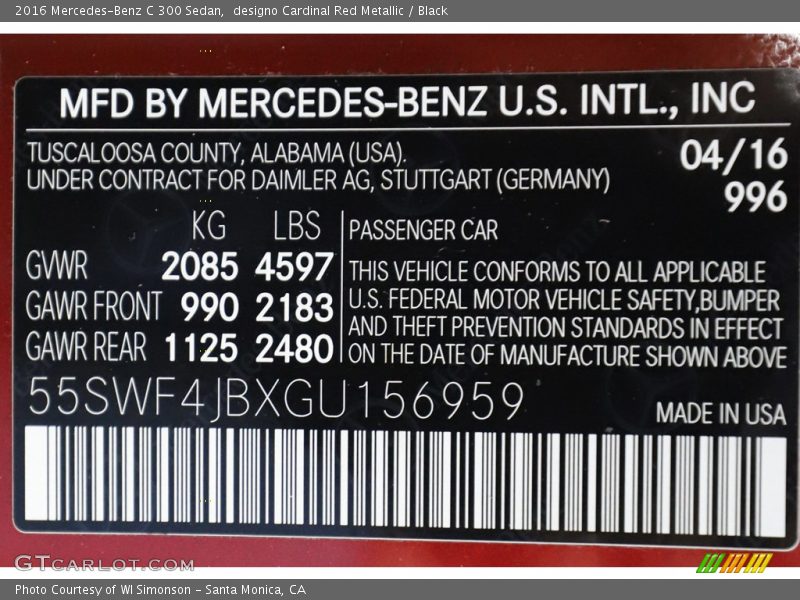 2016 Mercedes-Benz C 300 Sedan,  designo Cardinal Red Metallic / Black
MFD BY MERCEDES-BENZ U.S. INTL., INC
TUSCALOOSA COUNTY, ALABAMA (USA).
UNDER CONTRACT FOR DAIMLER AG, STUTTGART (GERMANY)
04/16
996
KG LBS
GVWR 2085 4597
GAWR FRONT 990 2183
GAWR REAR 1125 2480
PASSENGER CAR
THIS VEHICLE CONFORMS TO ALL APPLICABLE
U.S. FEDERAL MOTOR VEHICLE SAFETY,BUMPER
AND THEFT PREVENTION STANDARDS IN EFFECT
ON THE DATE OF MANUFACTURE SHOWN ABOVE
55SWF4JBXGU156959
MADE IN USA
GTCARLOT.COM
Photo Courtesy of WI Simonson - Santa Monica, CA